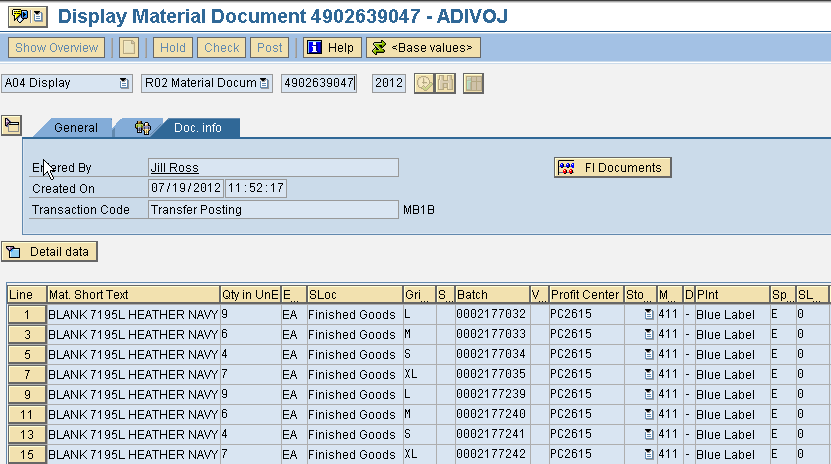 Display Material Document 4902639047 - ADIVOJ
Show Overview Hold Check Post Help <Base values>
A04 Display R02 Material Docum 4902639047 2012
General Doc. info
Entered By Jill Ross FI Documents
Created On 07/19/2012 11:52:17
Transaction Code Transfer Posting MB1B
Detail data
Line Mat. Short Text Qty in UnE E... SLoc Gri... S... Batch V... Profit Center Sto... M... D Plnt Sp... SL...
1 BLANK 7195L HEATHER NAVY 9 EA Finished Goods L 0002177032 PC2615 411 - Blue Label E 0
3 BLANK 7195L HEATHER NAVY 6 EA Finished Goods M 0002177033 PC2615 411 - Blue Label E 0
5 BLANK 7195L HEATHER NAVY 4 EA Finished Goods S 0002177034 PC2615 411 - Blue Label E 0
7 BLANK 7195L HEATHER NAVY 7 EA Finished Goods XL 0002177035 PC2615 411 - Blue Label E 0
9 BLANK 7195L HEATHER NAVY 9 EA Finished Goods L 0002177239 PC2615 411 - Blue Label E 0
11 BLANK 7195L HEATHER NAVY 6 EA Finished Goods M 0002177240 PC2615 411 - Blue Label E 0
13 BLANK 7195L HEATHER NAVY 4 EA Finished Goods S 0002177241 PC2615 411 - Blue Label E 0
15 BLANK 7195L HEATHER NAVY 7 EA Finished Goods XL 0002177242 PC2615 411 - Blue Label E 0